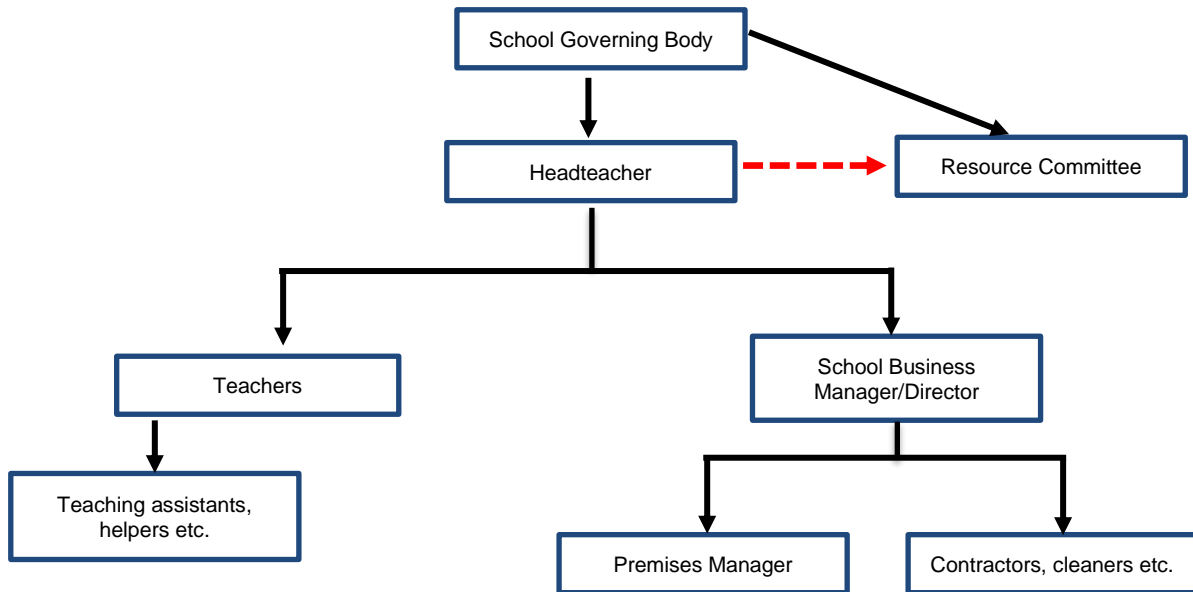 School Governing Body
Headteacher
Resource Committee
Teachers
School Business
Manager/Director
Teaching assistants,
helpers etc.
Premises Manager
Contractors, cleaners etc.